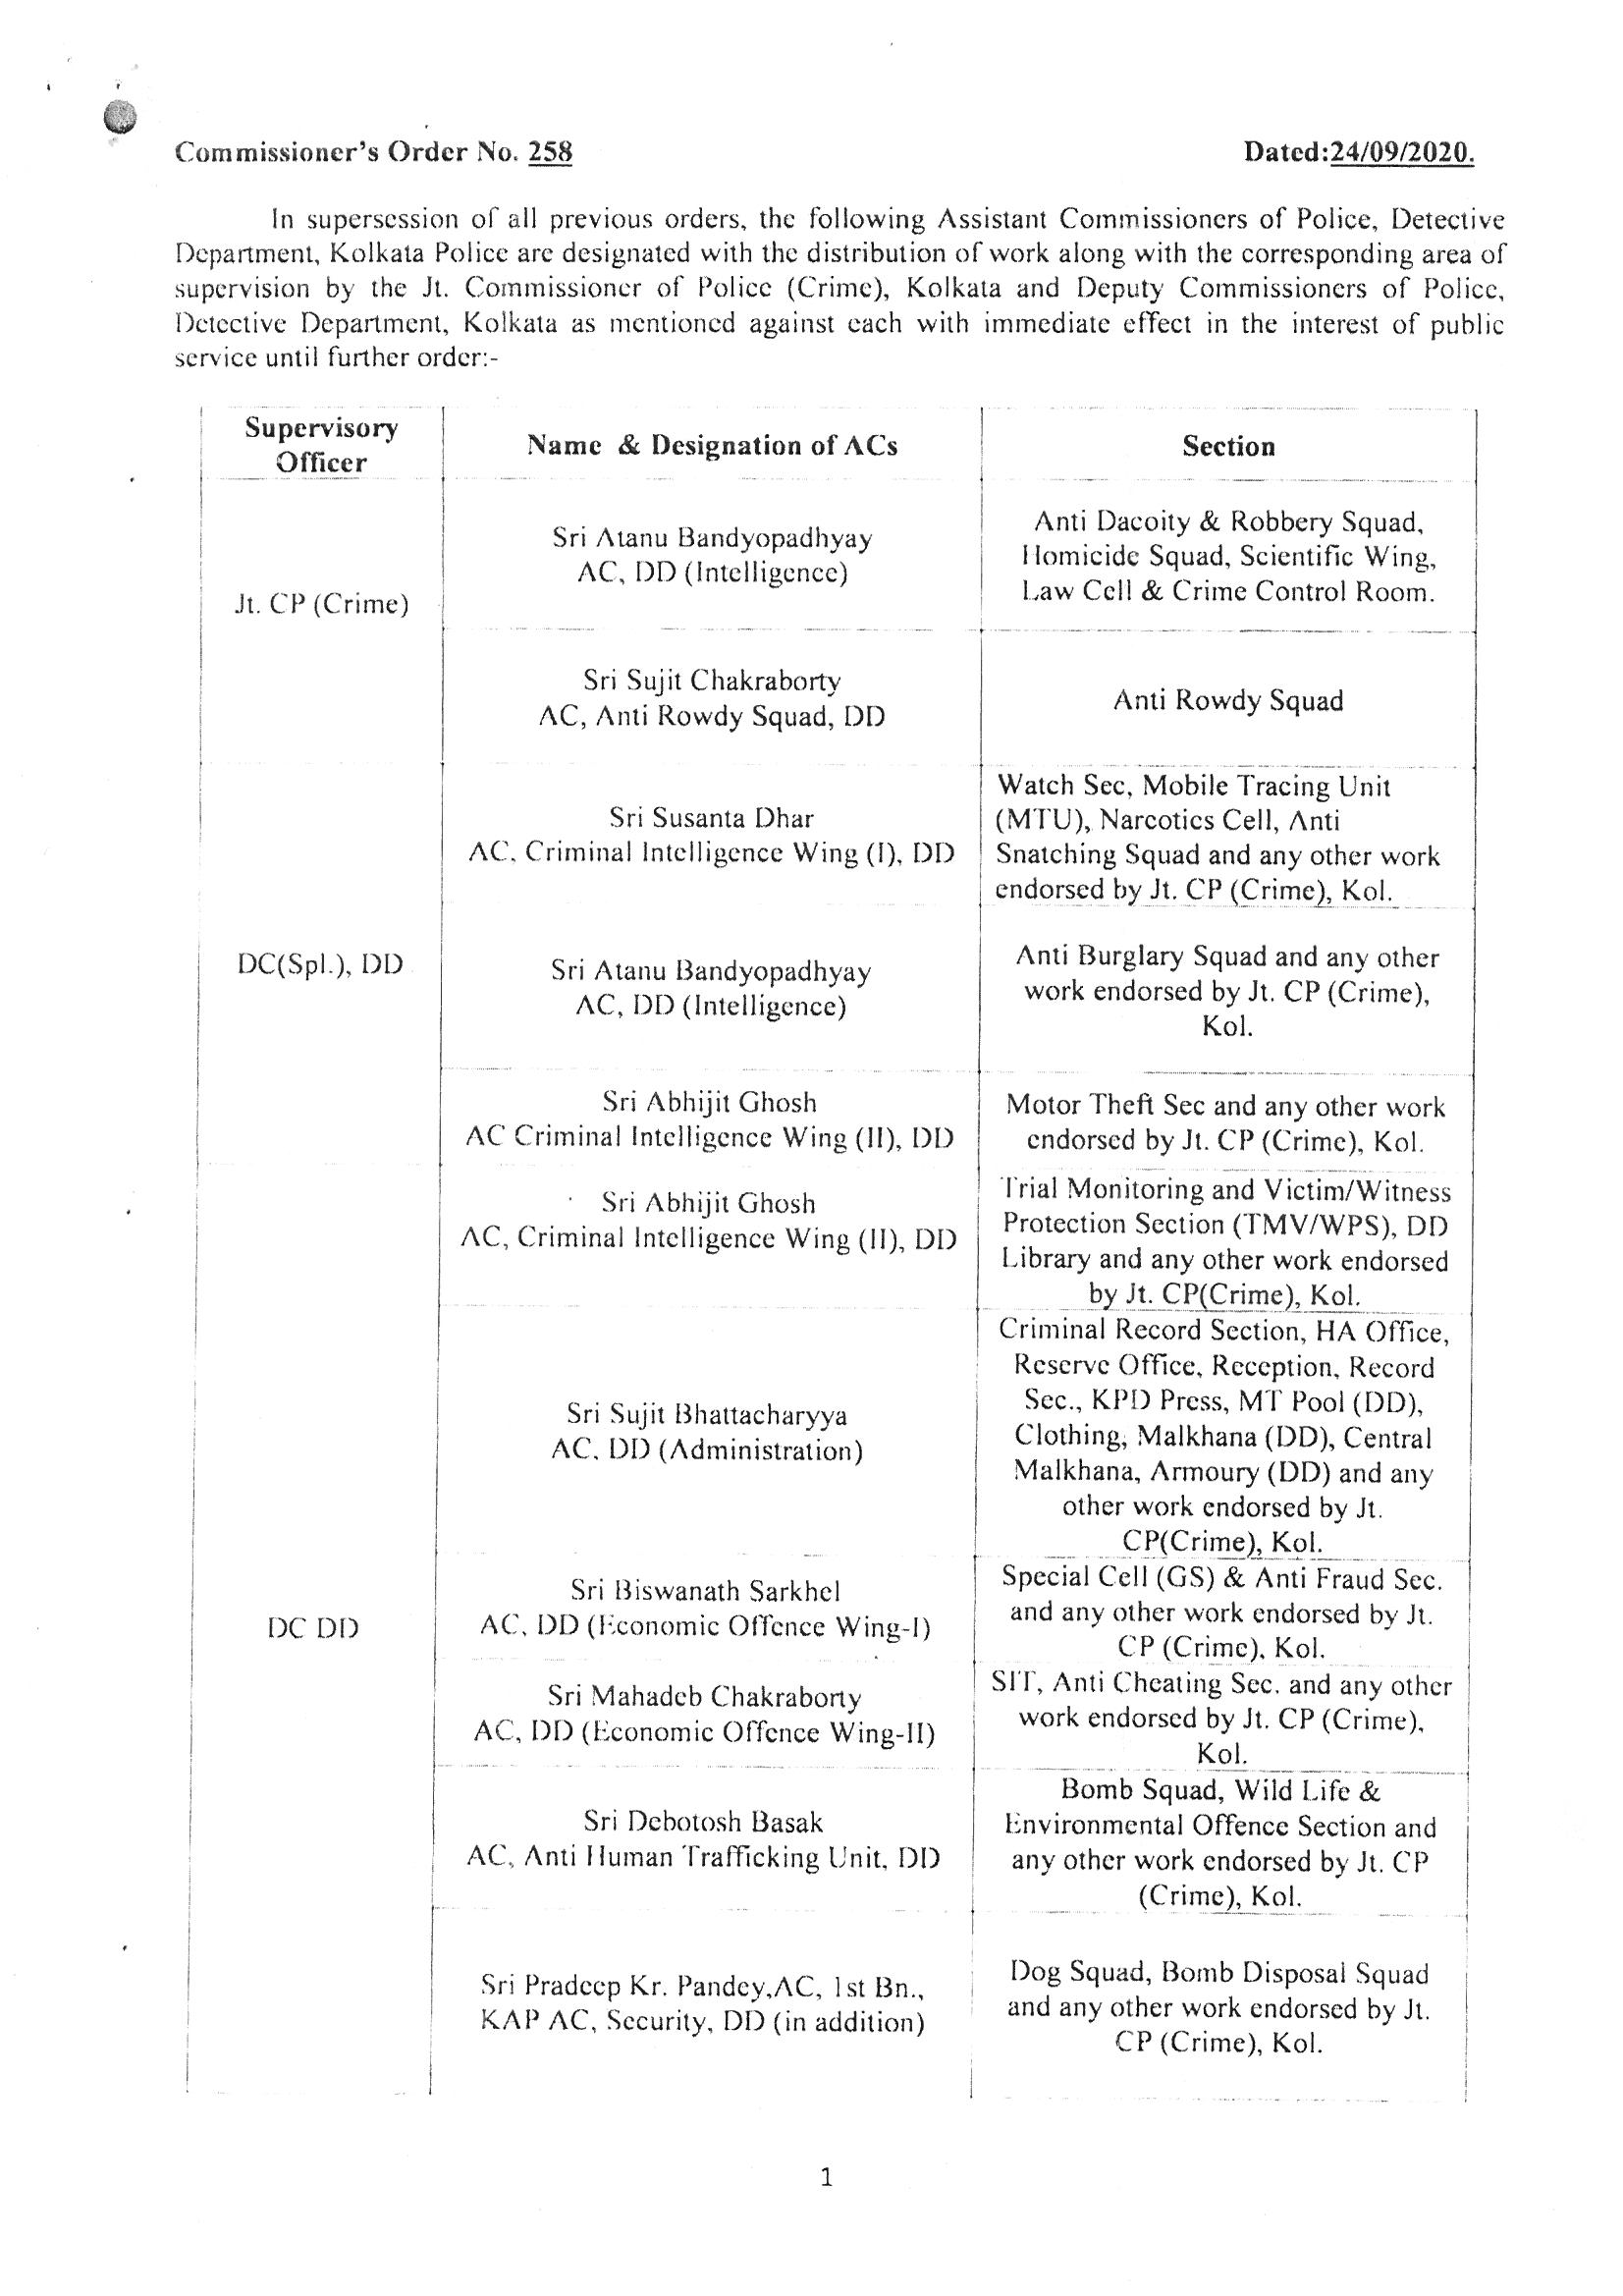 Commissioner's Order No. 258
Dated:24/09/2020.
In supersession of all previous orders, the following Assistant Commissioners of Police, Detective
Department, Kolkata Police are designated with the distribution of work along with the corresponding area of
supervision by the Jt. Commissioner of Police (Crime), Kolkata and Deputy Commissioners of Police,
Detective Department, Kolkata as mentioned against each with immediate effect in the interest of public
service until further order:-
Supervisory
Officer
Name & Designation of ACs
Section
Jt. CP (Crime)
Sri Atanu Bandyopadhyay
AC, DD (Intelligence)
Anti Dacoity & Robbery Squad,
Homicide Squad, Scientific Wing,
Law Cell & Crime Control Room.
Sri Sujit Chakraborty
AC, Anti Rowdy Squad, DD
Anti Rowdy Squad
DC(Spl.), DD
Sri Susanta Dhar
AC, Criminal Intelligence Wing (I), DD
Watch Sec, Mobile Tracing Unit
(MTU), Narcotics Cell, Anti
Snatching Squad and any other work
endorsed by Jt. CP (Crime), Kol.
Sri Atanu Bandyopadhyay
AC, DD (Intelligence)
Anti Burglary Squad and any other
work endorsed by Jt. CP (Crime),
Kol.
Sri Abhijit Ghosh
AC Criminal Intelligence Wing (II), DD
Motor Theft Sec and any other work
endorsed by Jt. CP (Crime), Kol.
DC DD
Sri Abhijit Ghosh
AC, Criminal Intelligence Wing (II), DD
Trial Monitoring and Victim/Witness
Protection Section (TMV/WPS), DD
Library and any other work endorsed
by Jt. CP(Crime), Kol.
Sri Sujit Bhattacharyya
AC, DD (Administration)
Criminal Record Section, HA Office,
Reserve Office, Reception, Record
Sec., KPD Press, MT Pool (DD),
Clothing, Malkhana (DD), Central
Malkhana, Armoury (DD) and any
other work endorsed by Jt.
CP(Crime), Kol.
Sri Biswanath Sarkhel
AC, DD (Economic Offence Wing-I)
Special Cell (GS) & Anti Fraud Sec.
and any other work endorsed by Jt.
CP (Crime), Kol.
Sri Mahadeb Chakraborty
AC, DD (Economic Offence Wing-II)
SIT, Anti Cheating Sec. and any other
work endorsed by Jt. CP (Crime),
Kol.
Sri Debotosh Basak
AC, Anti Human Trafficking Unit, DD
Bomb Squad, Wild Life &
Environmental Offence Section and
any other work endorsed by Jt. CP
(Crime), Kol.
Sri Pradeep Kr. Pandey,AC, 1st Bn.,
KAP AC, Security, DD (in addition)
Dog Squad, Bomb Disposal Squad
and any other work endorsed by Jt.
CP (Crime), Kol.
1